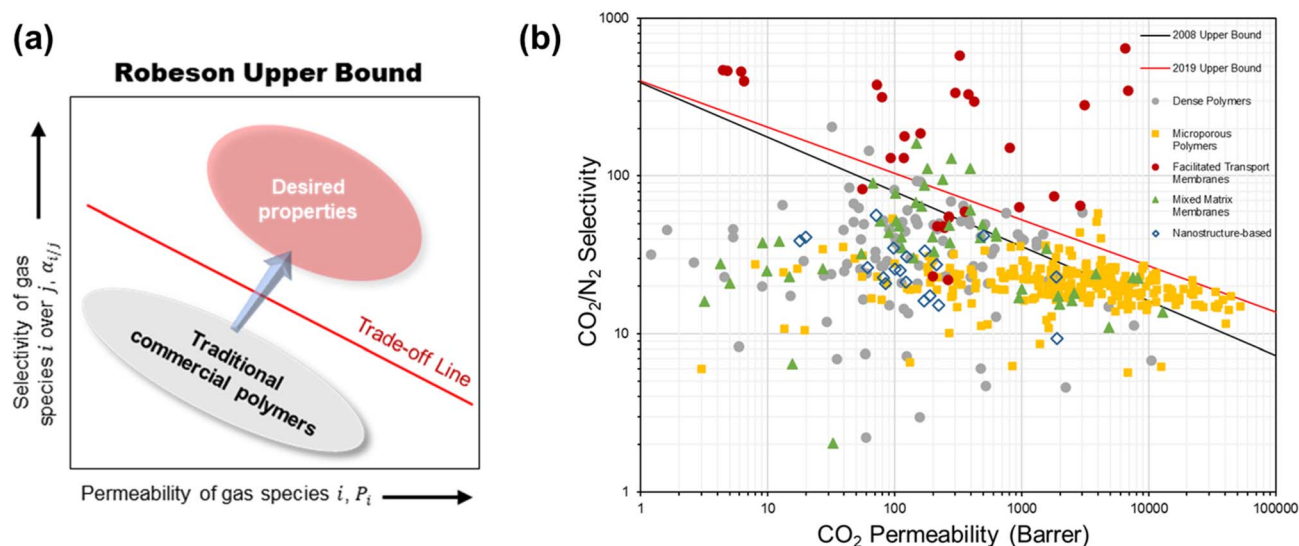 (a)
Robeson Upper Bound
Selectivity of gas
species i over j, αi/j
Desired
properties
Trade-off Line
Traditional
commercial polymers
Permeability of gas species i, Pi
(b)
CO₂/N₂ Selectivity
1000
100
10
1
1
10
100
1000
10000
100000
CO₂ Permeability (Barrer)
2008 Upper Bound
2019 Upper Bound
Dense Polymers
Microporous
Polymers
Facilitated Transport
Membranes
Mixed Matrix
Membranes
Nanostructure-based